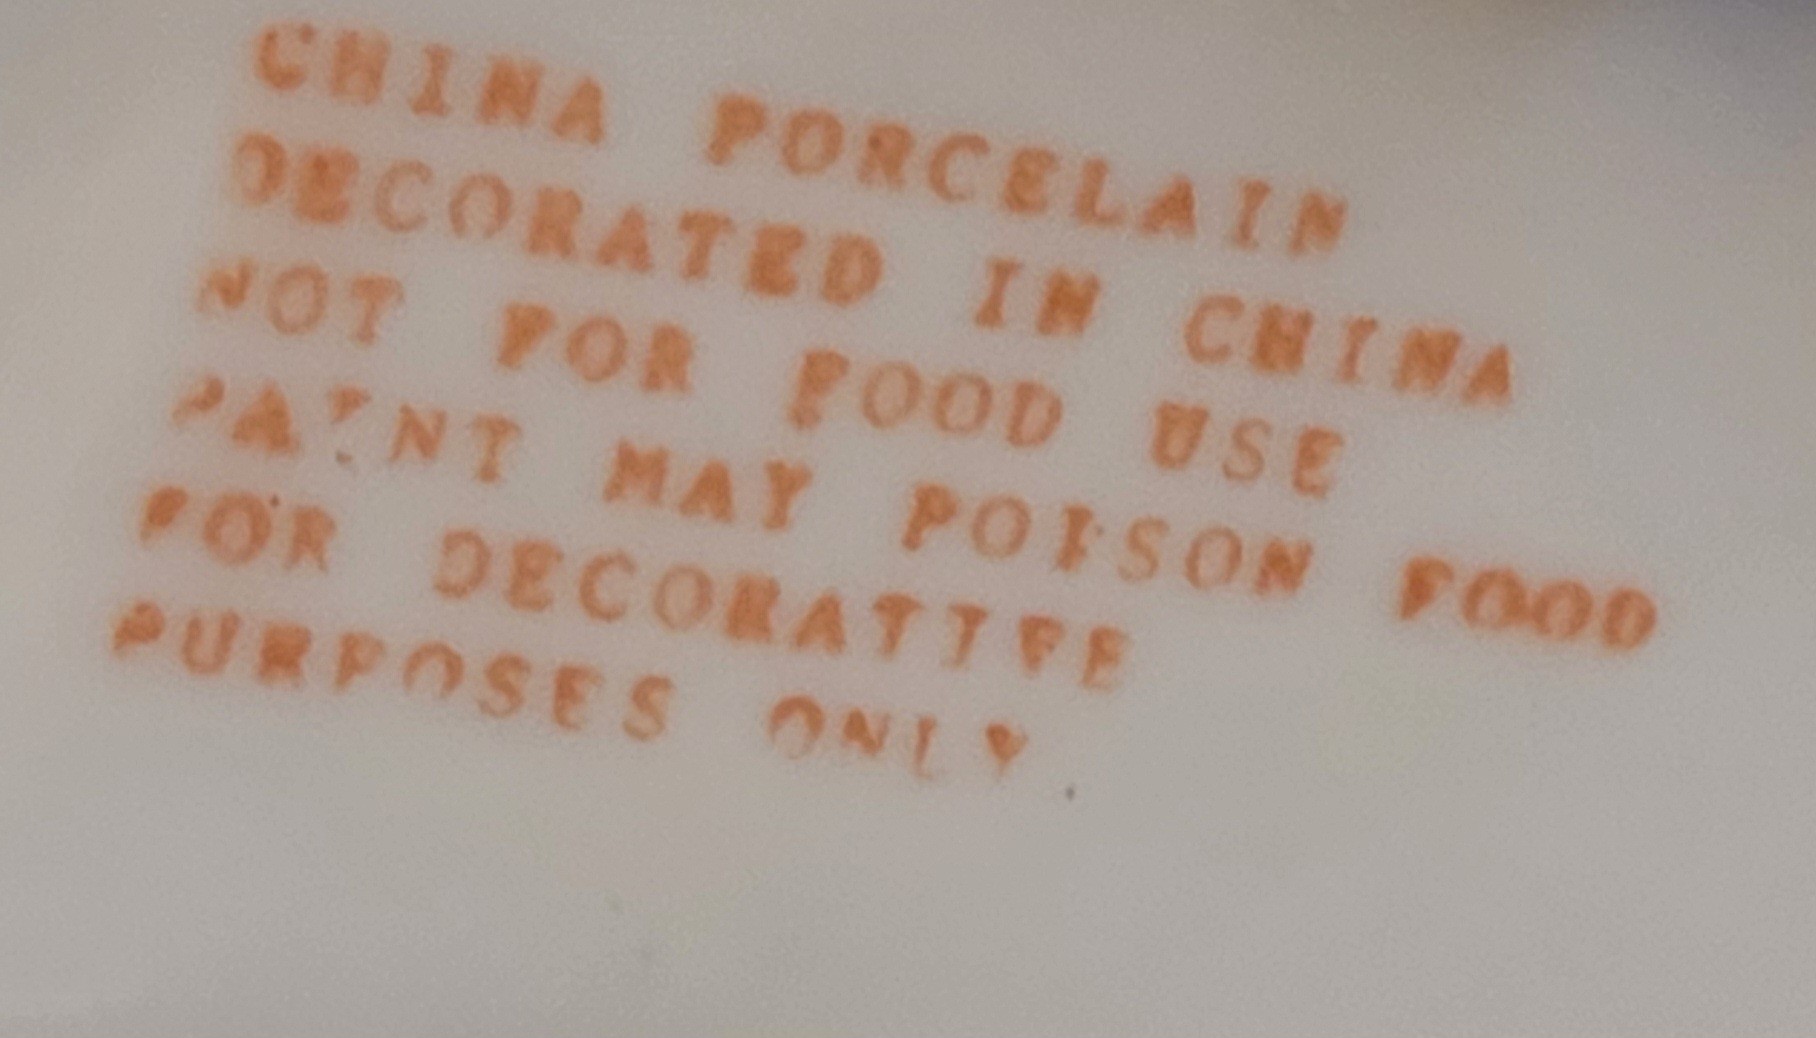 CHINA PORCELAIN
DECORATED IN CHINA
NOT FOR FOOD USE
PAINT MAY POISON FOOD
FOR DECORATIVE
PURPOSES ONLY